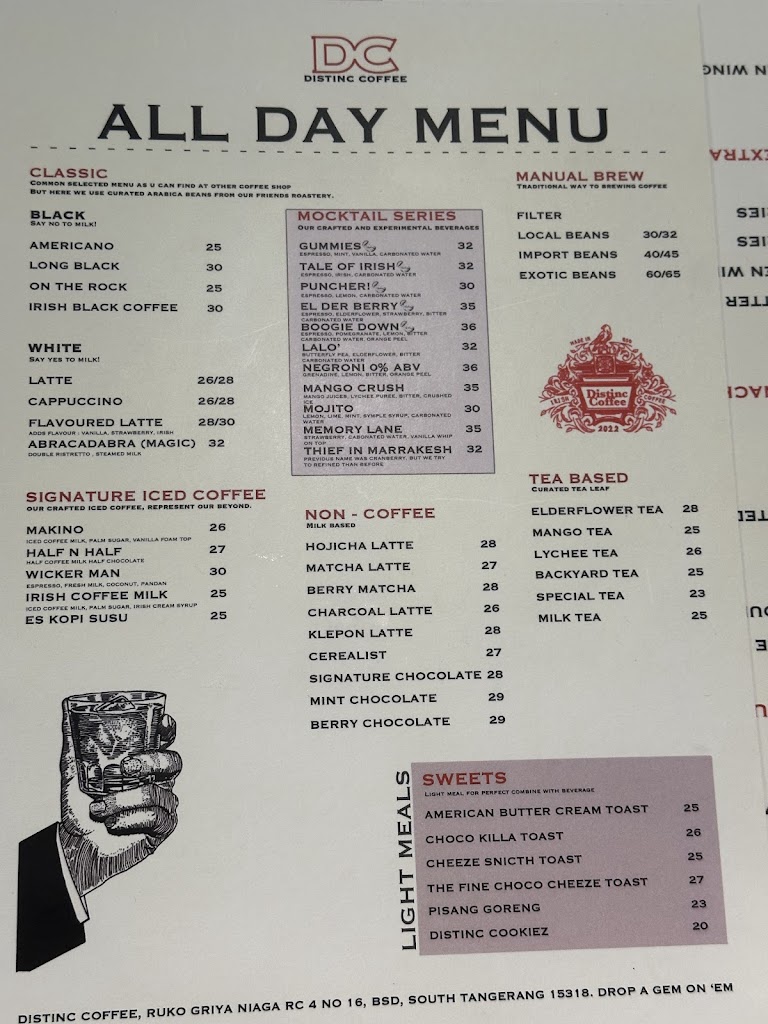 DC
DISTINC COFFEE
ALL DAY MENU
CLASSIC
COMMON SELECTED MENU AS U CAN FIND AT OTHER COFFEE SHOP
BUT HERE WE USE CURATED ARABICA BEANS FROM OUR FRIENDS ROASTERY.
BLACK
SAY NO TO MILK!
AMERICANO 25
LONG BLACK 30
ON THE ROCK 25
IRISH BLACK COFFEE 30
WHITE
SAY YES TO MILK!
LATTE 26/28
CAPPUCCINO 26/28
FLAVOURED LATTE 28/30
ADDS FLAVOUR : VANILLA, STRAWBERRY, IRISH
ABRACADABRA (MAGIC) 32
DOUBLE RISTRETTO , STEAMED MILK
SIGNATURE ICED COFFEE
OUR CRAFTED ICED COFFEE, REPRESENT OUR BEYOND.
MAKINO 26
ICED COFFEE MILK, PALM SUGAR, VANILLA FOAM TOP
HALF N HALF 27
HALF COFFEE MILK HALF CHOCOLATE
WICKER MAN 30
ESPRESSO, FRESH MILK, COCONUT, PANDAN
IRISH COFFEE MILK 25
ICED COFFEE MILK, PALM SUGAR, IRISH CREAM SYRUP
ES KOPI SUSU 25
MOCKTAIL SERIES
OUR CRAFTED AND EXPERIMENTAL BEVERAGES
GUMMIES 32
ESPRESSO, MINT, VANILLA, CARBONATED WATER
TALE OF IRISH 32
ESPRESSO, IRISH, CARBONATED WATER
PUNCHER! 30
ESPRESSO, LEMON, CARBONATED WATER
EL DER BERRY 35
ESPRESSO, ELDERFLOWER, STRAWBERRY, BITTER
CARBONATED WATER
BOOGIE DOWN 36
ESPRESSO, POMEGRANATE, LEMON, BITTER
CARBONATED WATER, ORANGE PEEL
LALO' 32
BUTTERFLY PEA, ELDERFLOWER, BITTER
CARBONATED WATER
NEGRONI 0% ABV 36
GRENADINE, LEMON, BITTER, ORANGE PEEL
MANGO CRUSH 35
MANGO JUICES, LYCHEE PUREE, BITTER, CRUSHED
ICE
MOJITO 30
LEMON, LIME, MINT, SYMPLE SYRUP, CARBONATED
WATER
MEMORY LANE 35
STRAWBERRY, CABONATED WATER, VANILLA WHIP
ON TOP
THIEF IN MARRAKESH 32
PREVIOUS NAME WAS CRANBERRY, BUT WE TRY
TO REFINED THAN BEFORE
NON - COFFEE
MILK BASED
HOJICHA LATTE 28
MATCHA LATTE 27
BERRY MATCHA 28
CHARCOAL LATTE 26
KLEPON LATTE 28
CEREALIST 27
SIGNATURE CHOCOLATE 28
MINT CHOCOLATE 29
BERRY CHOCOLATE 29
MANUAL BREW
TRADITIONAL WAY TO BREWING COFFEE
FILTER
LOCAL BEANS 30/32
IMPORT BEANS 40/45
EXOTIC BEANS 60/65
MADE IN BSD
Distinc
Coffee
IRISH COFFEE
2022
TEA BASED
CURATED TEA LEAF
ELDERFLOWER TEA 28
MANGO TEA 25
LYCHEE TEA 26
BACKYARD TEA 25
SPECIAL TEA 23
MILK TEA 25
LIGHT MEALS
SWEETS
LIGHT MEAL FOR PERFECT COMBINE WITH BEVERAGE
AMERICAN BUTTER CREAM TOAST 25
CHOCO KILLA TOAST 26
CHEEZE SNICTH TOAST 25
THE FINE CHOCO CHEEZE TOAST 27
PISANG GORENG 23
DISTINC COOKIEZ 20
DISTINC COFFEE, RUKO GRIYA NIAGA RC 4 NO 16, BSD, SOUTH TANGERANG 15318. DROP A GEM ON 'EM